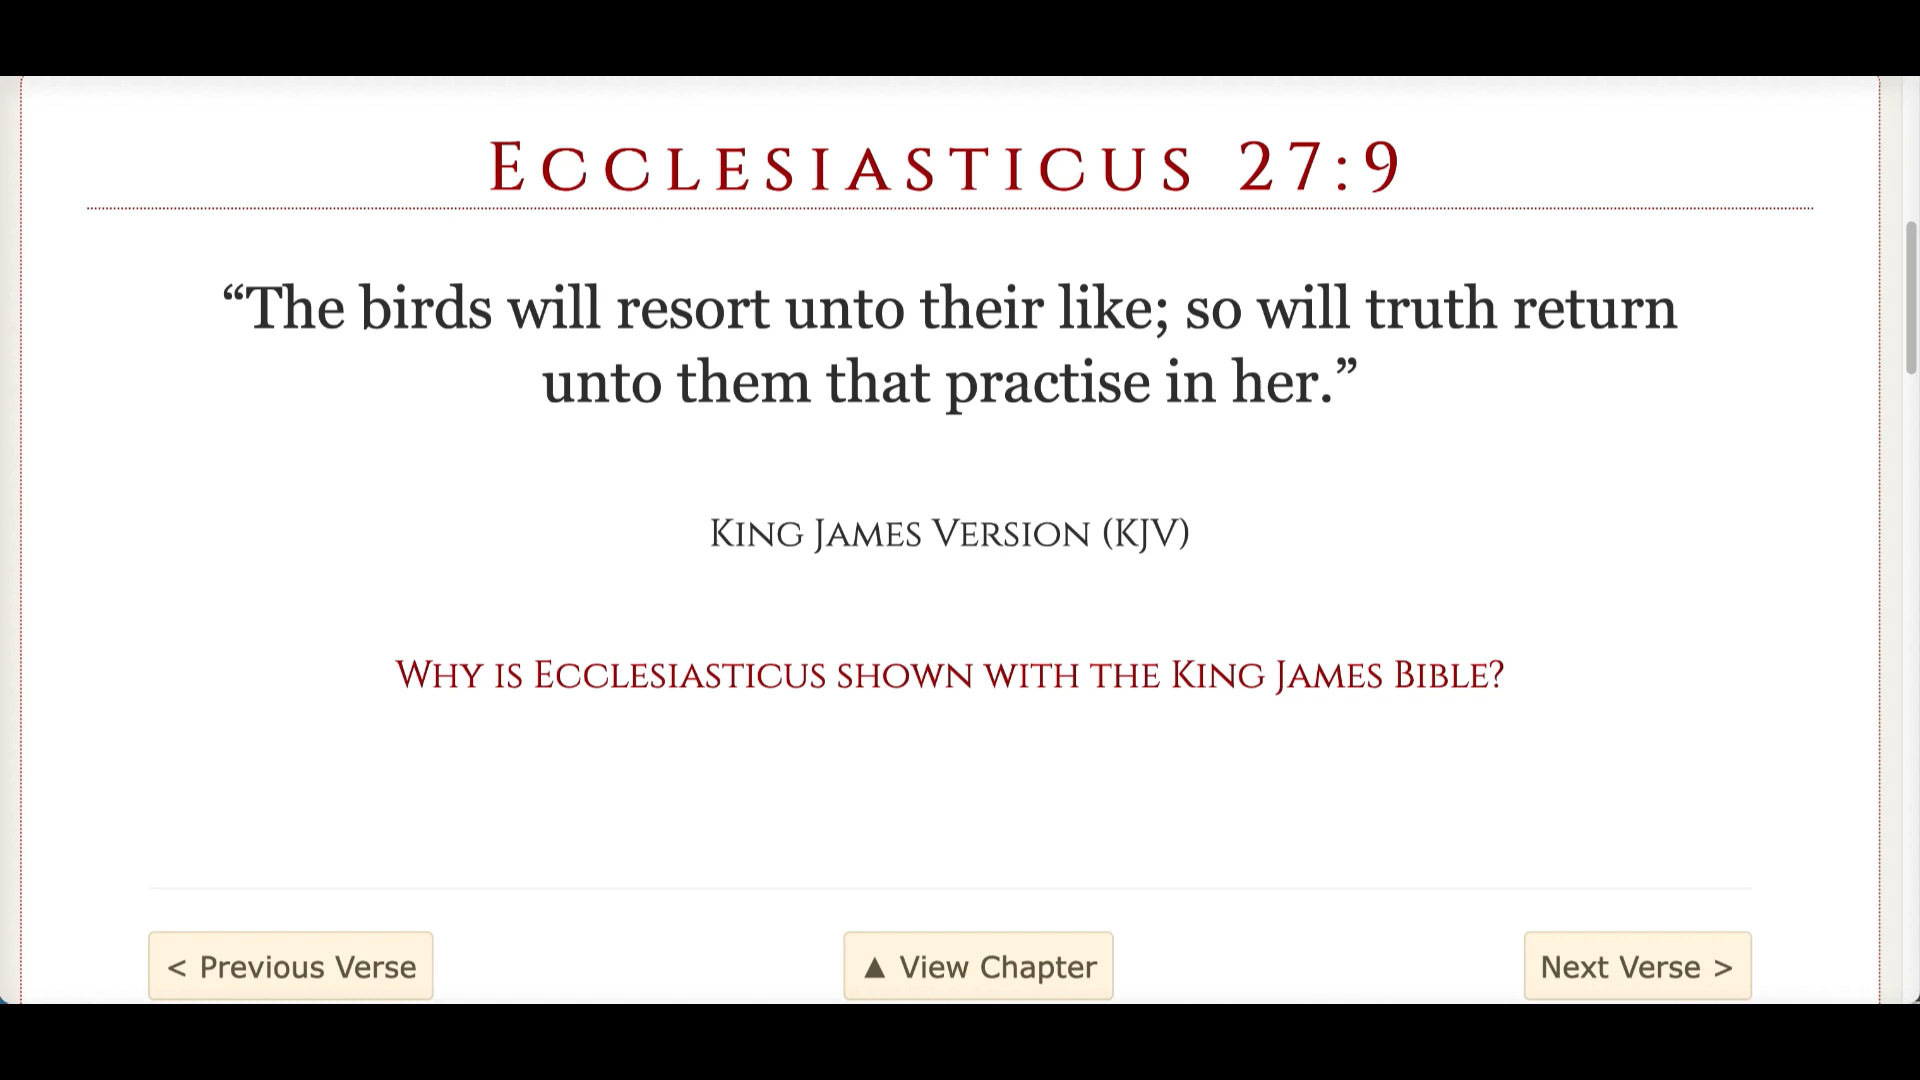 Ecclesiasticus 27:9
“The birds will resort unto their like; so will truth return
unto them that practise in her.”
King James Version (KJV)
Why is Ecclesiasticus shown with the King James Bible?
< Previous Verse
▲ View Chapter
Next Verse >